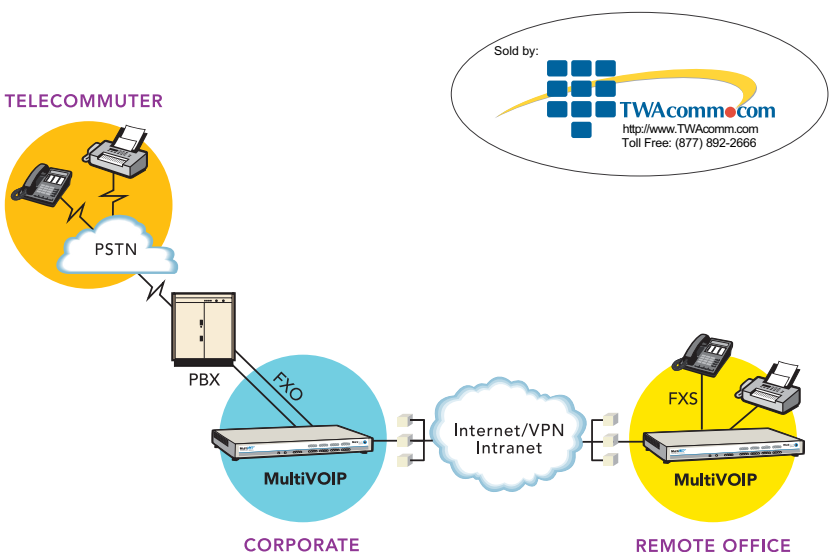 Sold by:
TWAcomm.com
http://www.TWAcomm.com
Toll Free: (877) 892-2666
TELECOMMUTER
PSTN
PBX
FXO
MultiVOIP
CORPORATE
Internet/VPN
Intranet
FXS
MultiVOIP
REMOTE OFFICE